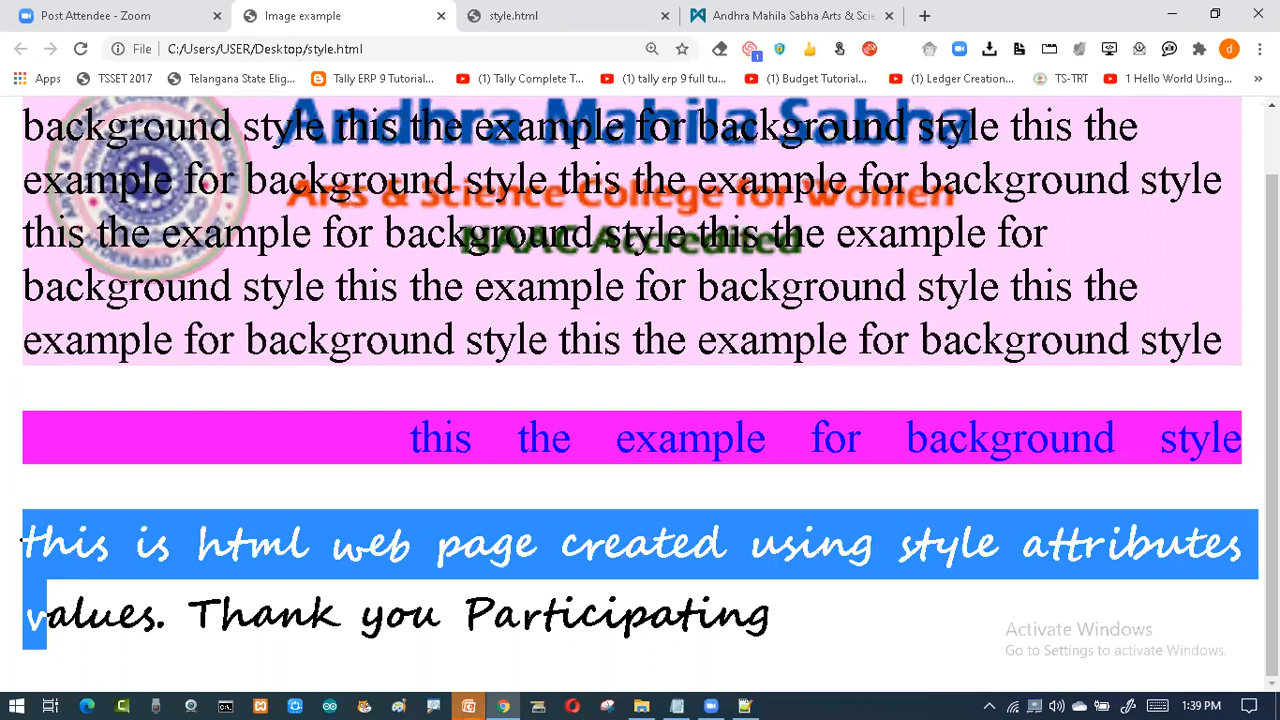 Post Attendee - Zoom
Image example
style.html
Andhra Mahila Sabha Arts & Scie
File
C:/Users/USER/Desktop/style.html
1
d
Apps
TSSET 2017
Telangana State Elig...
Tally ERP 9 Tutorial...
(1) Tally Complete T...
(1) tally erp 9 full tu...
(1) Budget Tutorial...
(1) Ledger Creation...
TS-TRT
1 Hello World Using...
Andhra Mahila Sabha
Arts & Science College for Women
NAAC Accredited
background style this the example for background style this the
example for background style this the example for background style
this the example for background style this the example for
background style this the example for background style this the
example for background style this the example for background style
this the example for background style
this is html web page created using style attributes
values. Thank you Participating
Activate Windows
Go to Settings to activate Windows.
1:39 PM